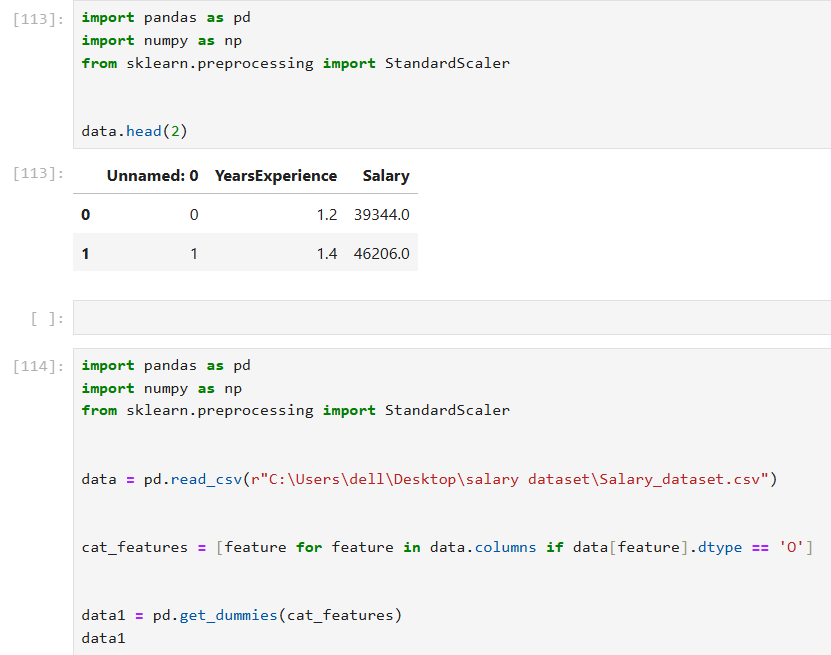 [113]: import pandas as pd
import numpy as np
from sklearn.preprocessing import StandardScaler
data.head(2)
[113]: Unnamed: 0 YearsExperience Salary
0 0 1.2 39344.0
1 1 1.4 46206.0
[ ]:
[114]: import pandas as pd
import numpy as np
from sklearn.preprocessing import StandardScaler
data = pd.read_csv(r"C:\Users\dell\Desktop\salary dataset\Salary_dataset.csv")
cat_features = [feature for feature in data.columns if data[feature].dtype == 'O']
data1 = pd.get_dummies(cat_features)
data1